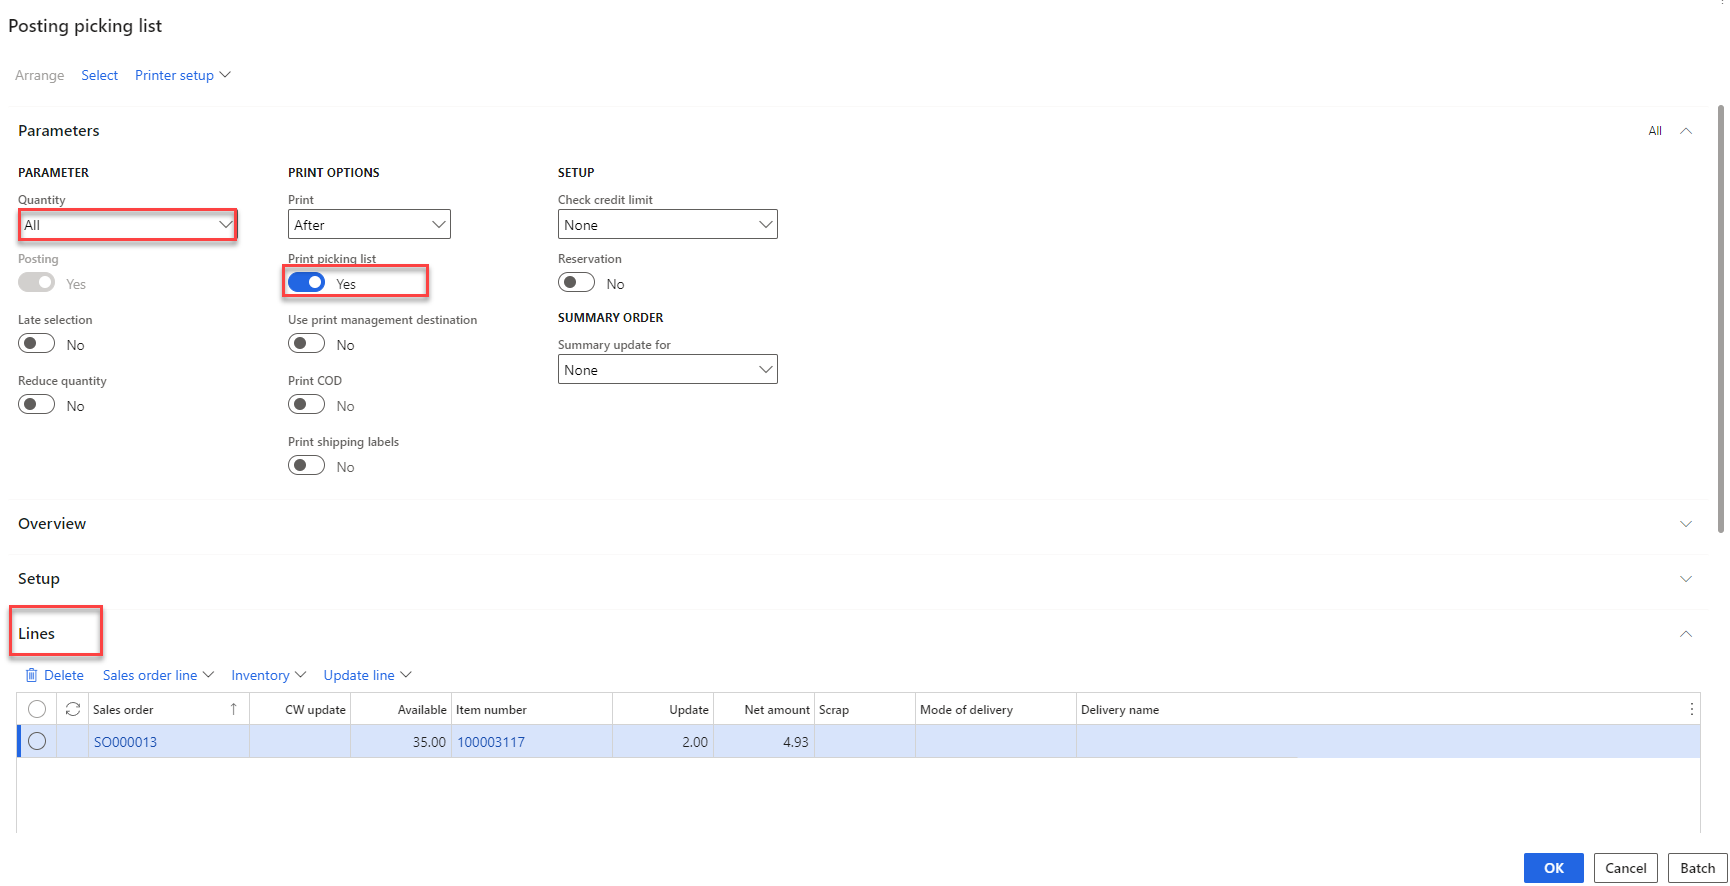 Posting picking list
Arrange Select Printer setup
Parameters All
PARAMETER
Quantity
All
Posting
Yes
Late selection
No
Reduce quantity
No
PRINT OPTIONS
Print
After
Print picking list
Yes
Use print management destination
No
Print COD
No
Print shipping labels
No
SETUP
Check credit limit
None
Reservation
No
SUMMARY ORDER
Summary update for
None
Overview
Setup
Lines
Delete Sales order line Inventory Update line
Sales order CW update Available Item number Update Net amount Scrap Mode of delivery Delivery name
SO000013 35.00 100003117 2.00 4.93
OK Cancel Batch